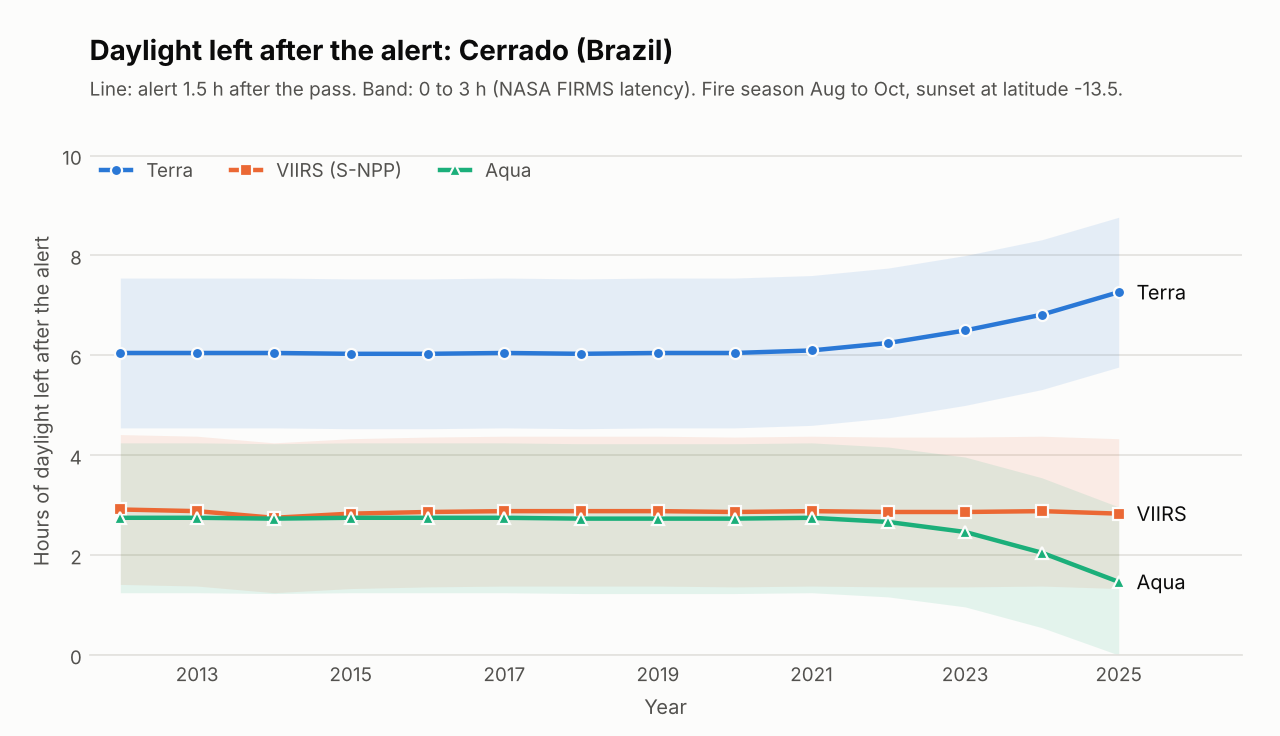 Daylight left after the alert: Cerrado (Brazil)
Line: alert 1.5 h after the pass. Band: 0 to 3 h (NASA FIRMS latency). Fire season Aug to Oct, sunset at latitude -13.5.
Terra
VIIRS (S-NPP)
Aqua
Hours of daylight left after the alert
10
8
6
4
2
0
Terra
VIIRS
Aqua
2013
2015
2017
2019
2021
2023
2025
Year